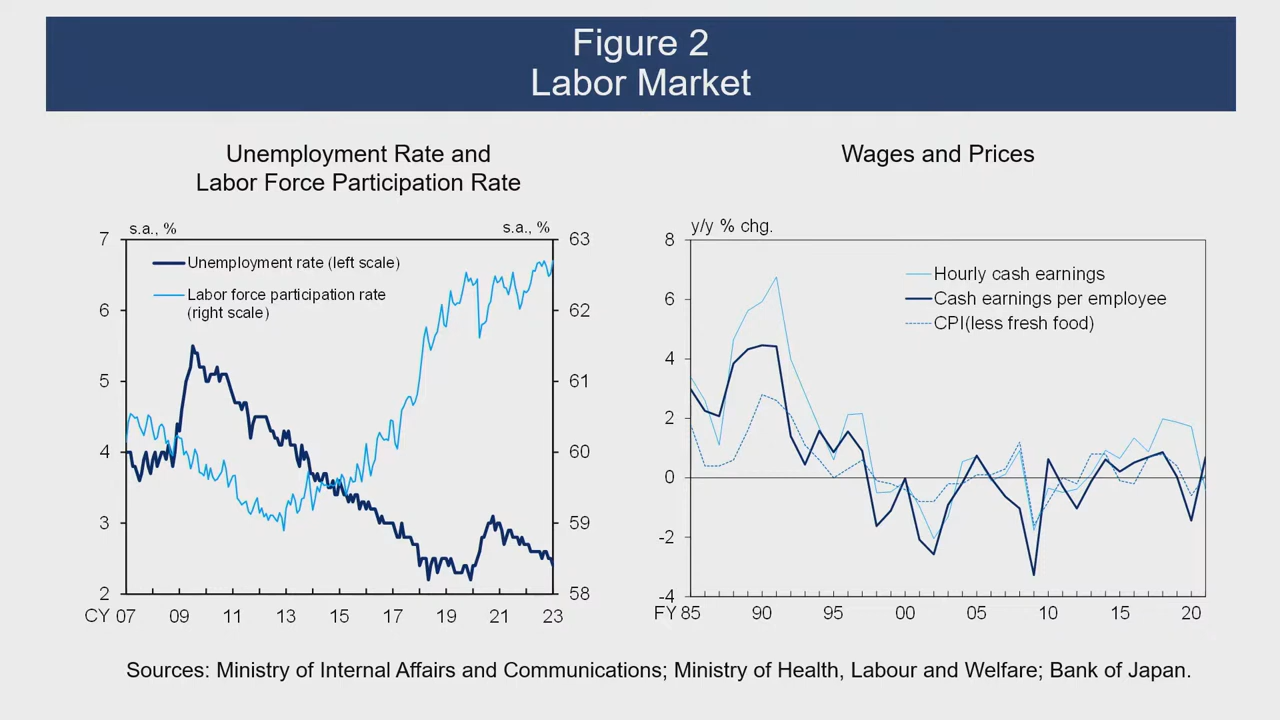 Figure 2
Labor Market
Unemployment Rate and
Labor Force Participation Rate
s.a., %
s.a., %
7
6
5
4
3
2
63
62
61
60
59
58
Unemployment rate (left scale)
Labor force participation rate
(right scale)
CY 07 09 11 13 15 17 19 21 23
Wages and Prices
y/y % chg.
8
6
4
2
0
-2
-4
Hourly cash earnings
Cash earnings per employee
CPI(less fresh food)
FY 85 90 95 00 05 10 15 20
Sources: Ministry of Internal Affairs and Communications; Ministry of Health, Labour and Welfare; Bank of Japan.